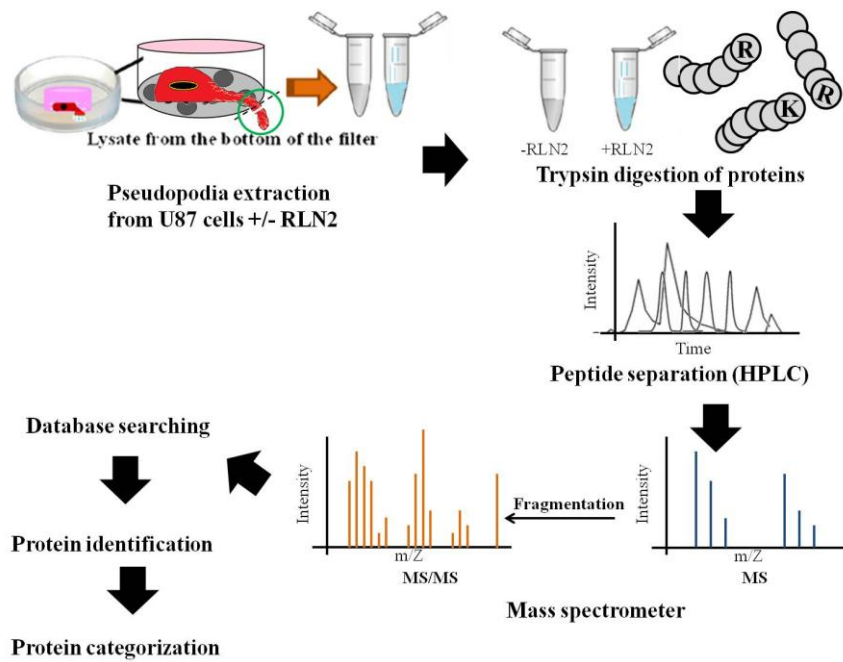 Lysate from the bottom of the filter
Pseudopodia extraction
from U87 cells +/- RLN2
R
K
R
-RLN2
+RLN2
Trypsin digestion of proteins
Intensity
Time
Peptide separation (HPLC)
Intensity
m/Z
MS
Fragmentation
Intensity
m/Z
MS/MS
Mass spectrometer
Database searching
Protein identification
Protein categorization